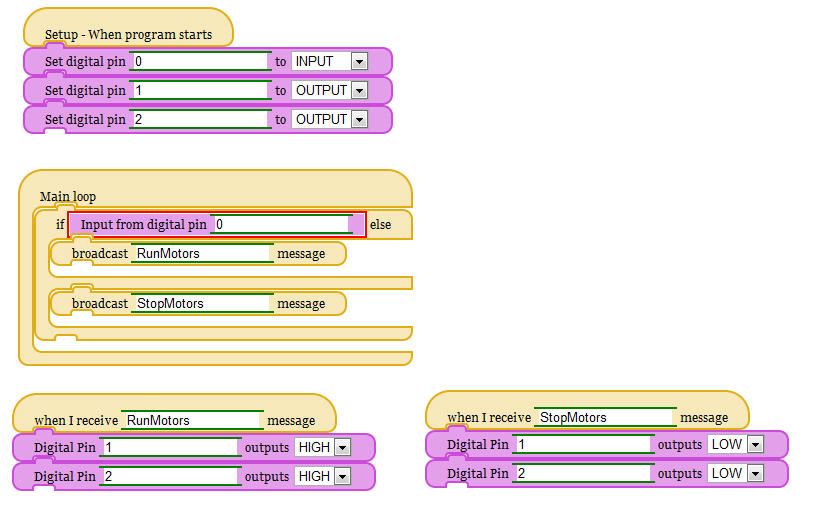 Setup - When program starts
Set digital pin 0 to INPUT
Set digital pin 1 to OUTPUT
Set digital pin 2 to OUTPUT
Main loop
if Input from digital pin 0 else
broadcast RunMotors message
broadcast StopMotors message
when I receive RunMotors message
Digital Pin 1 outputs HIGH
Digital Pin 2 outputs HIGH
when I receive StopMotors message
Digital Pin 1 outputs LOW
Digital Pin 2 outputs LOW